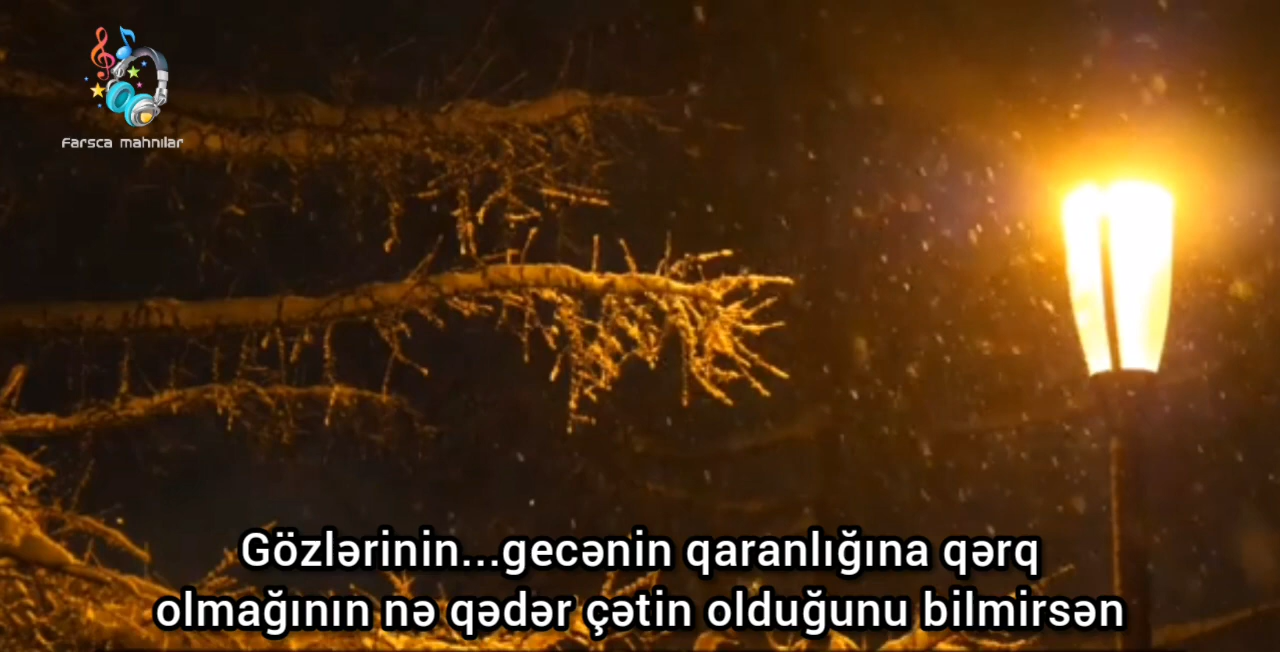 Farsca mahnılar
Gözlərinin...gecənin qaranlığına qərq
olmağının nə qədər çətin olduğunu bilmirsən